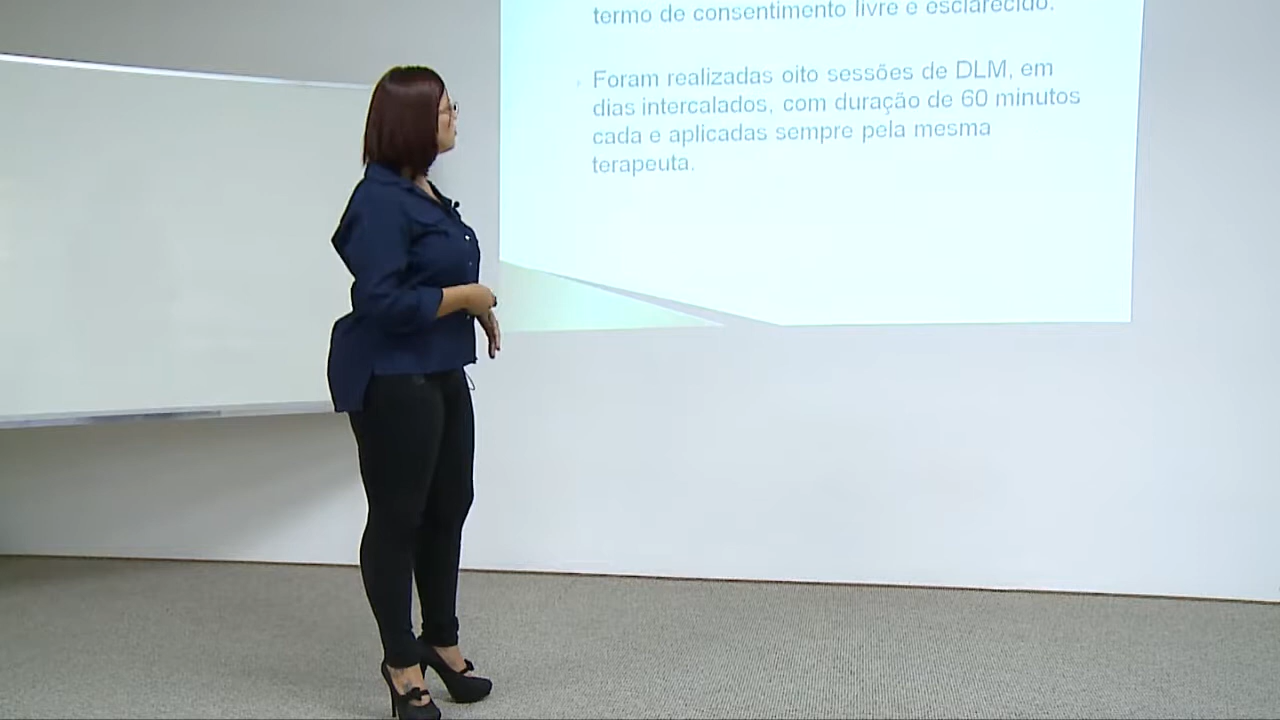 termo de consentimento livre e esclarecido.
Foram realizadas oito sessões de DLM, em
dias intercalados, com duração de 60 minutos
cada e aplicadas sempre pela mesma
terapeuta.